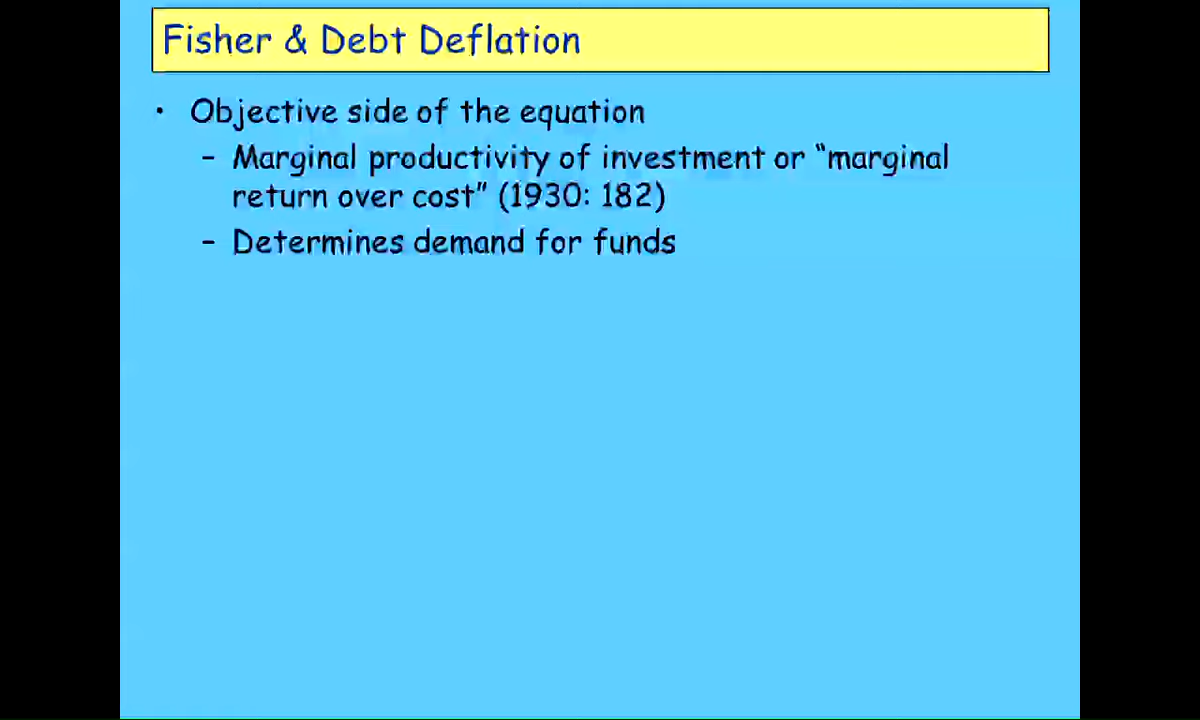 Fisher & Debt Deflation
• Objective side of the equation
– Marginal productivity of investment or “marginal
return over cost” (1930: 182)
– Determines demand for funds